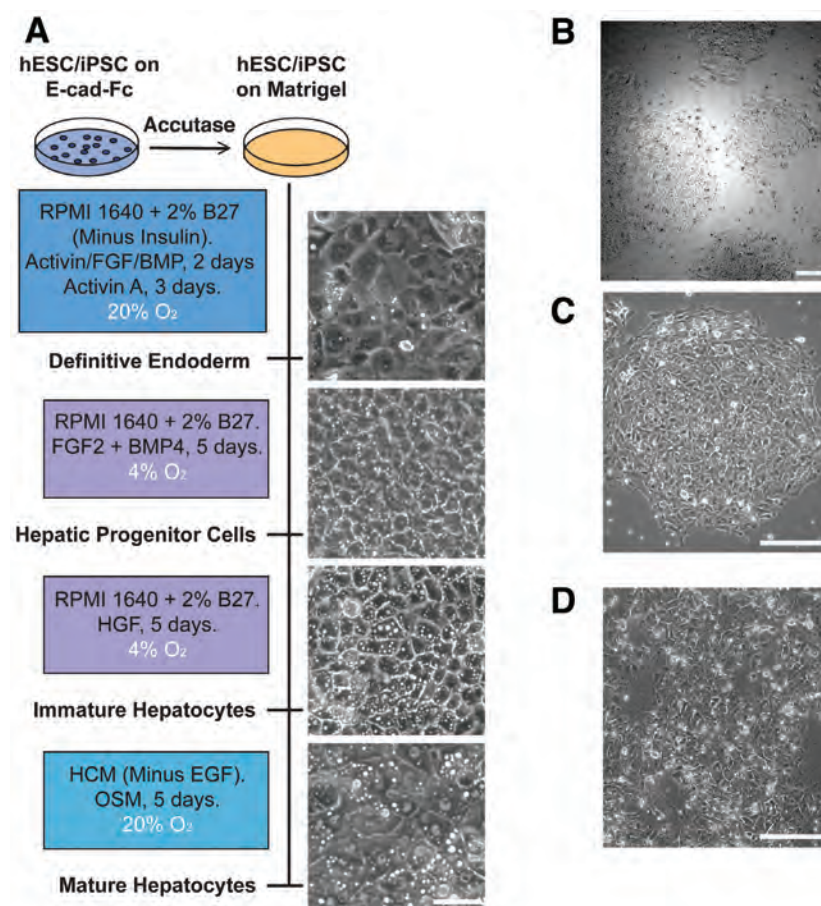 A
hESC/iPSC on
E-cad-Fc
hESC/iPSC
on Matrigel
Accutase
RPMI 1640 + 2% B27
(Minus Insulin).
Activin/FGF/BMP, 2 days
Activin A, 3 days.
20% O₂
Definitive Endoderm
RPMI 1640 + 2% B27.
FGF2 + BMP4, 5 days.
4% O₂
Hepatic Progenitor Cells
RPMI 1640 + 2% B27.
HGF, 5 days.
4% O₂
Immature Hepatocytes
HCM (Minus EGF).
OSM, 5 days.
20% O₂
Mature Hepatocytes
B
C
D